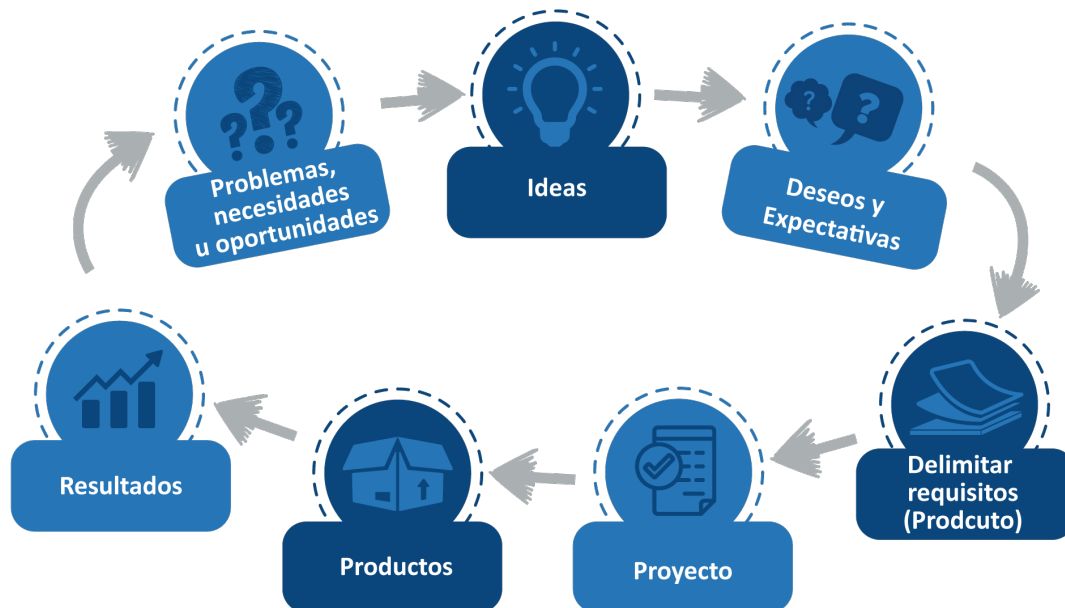 Problemas,
necesidades
u oportunidades
Ideas
Deseos y
Expectativas
Delimitar
requisitos
(Prodcuto)
Proyecto
Productos
Resultados